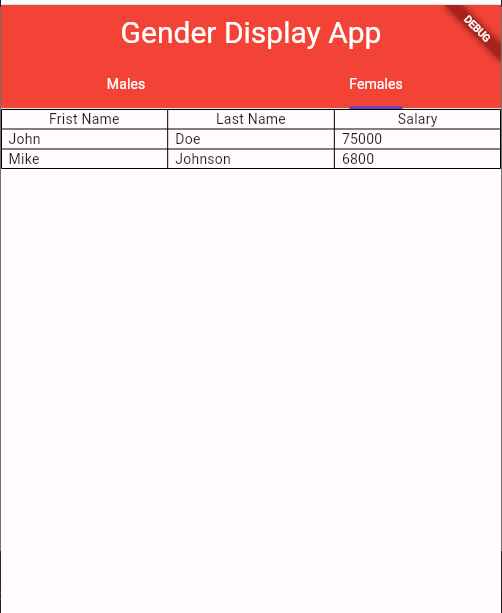 Gender Display App
DEBUG
Males Females
Frist Name Last Name Salary
John Doe 75000
Mike Johnson 6800